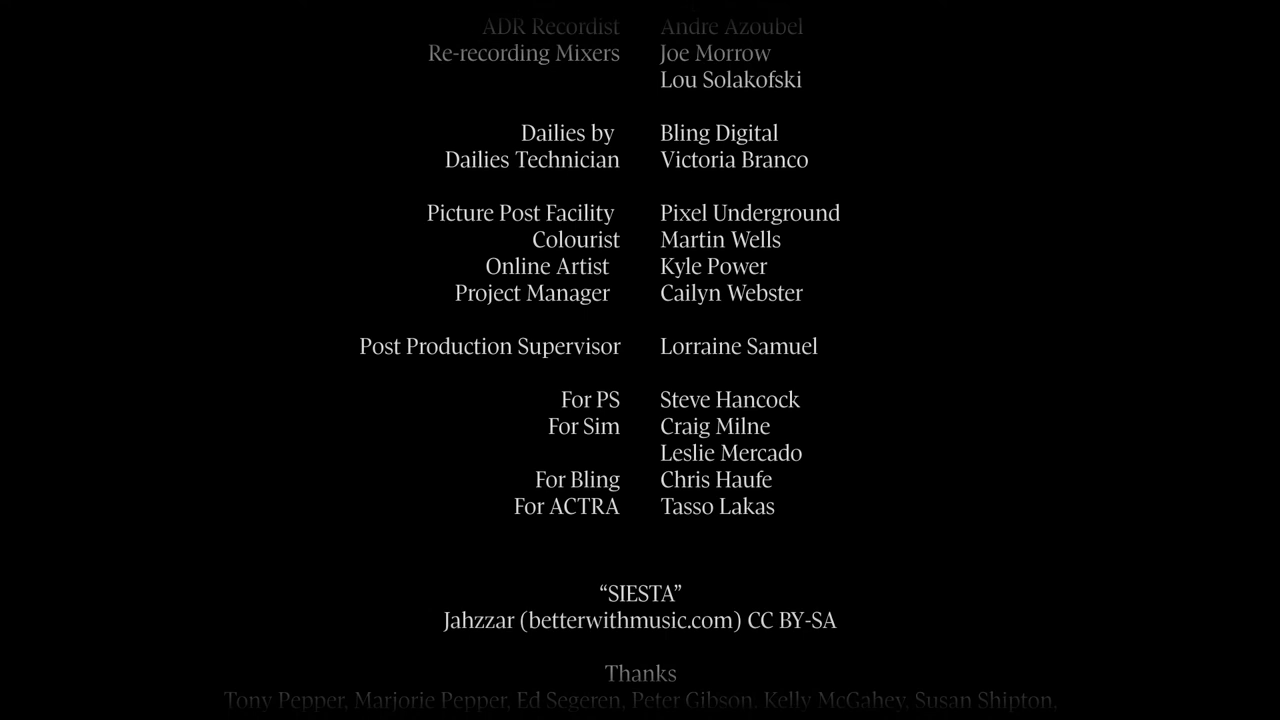 ADR Recordist Andre Azoubel
Re-recording Mixers Joe Morrow
Lou Solakofski
Dailies by Bling Digital
Dailies Technician Victoria Branco
Picture Post Facility Pixel Underground
Colourist Martin Wells
Online Artist Kyle Power
Project Manager Cailyn Webster
Post Production Supervisor Lorraine Samuel
For PS Steve Hancock
For Sim Craig Milne
Leslie Mercado
For Bling Chris Haufe
For ACTRA Tasso Lakas
“SIESTA”
Jahzzar (betterwithmusic.com) CC BY-SA
Thanks
Tony Pepper, Marjorie Pepper, Ed Segeren, Peter Gibson, Kelly McGahey, Susan Shipton,